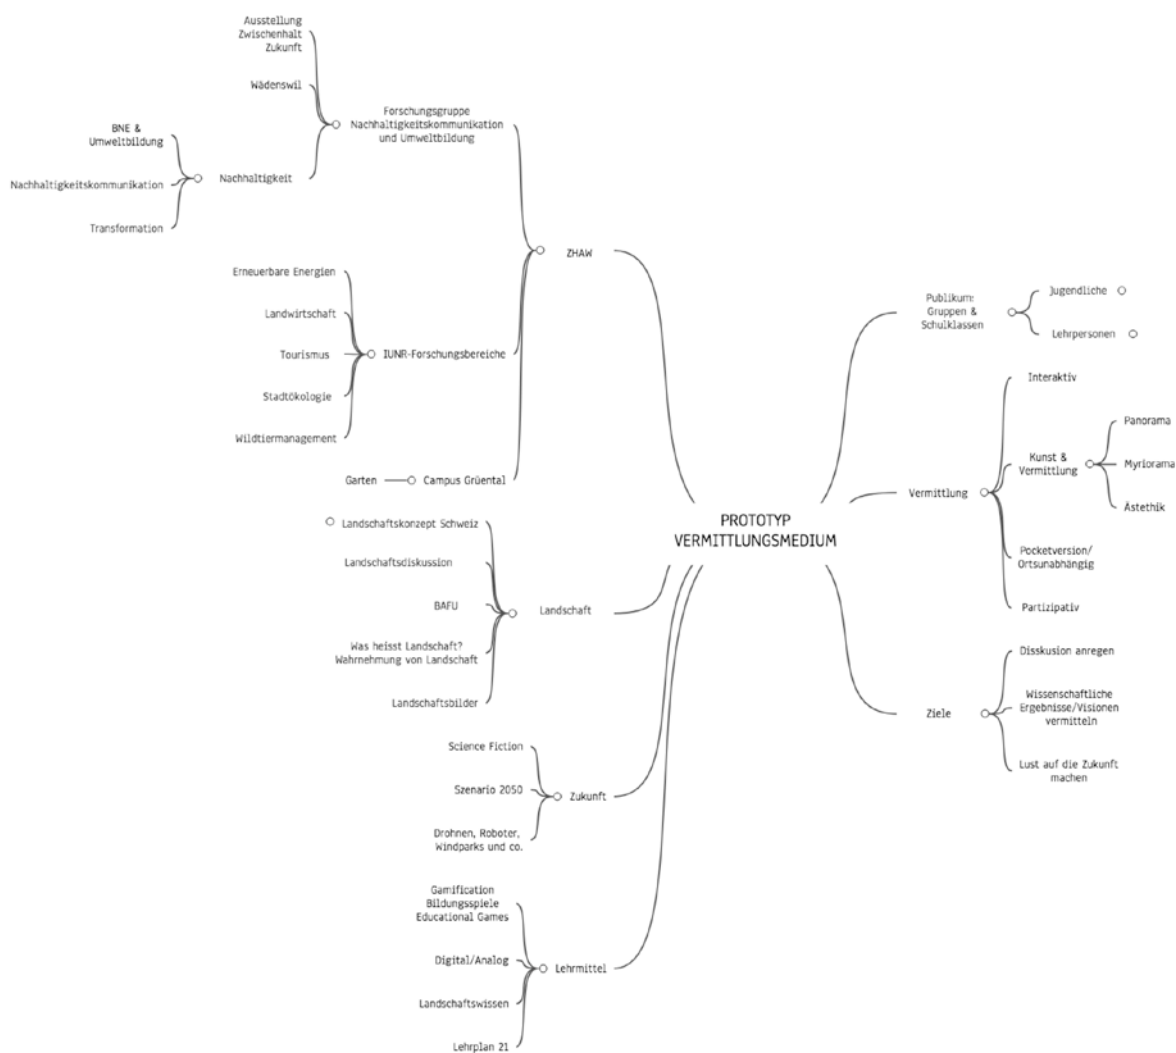 Ausstellung
Zwischenhalt
Zukunft
Wädenswil
Forschungsgruppe
Nachhaltigkeitskommunikation
und Umweltbildung
BNE &
Umweltbildung
Nachhaltigkeitskommunikation
Nachhaltigkeit
Transformation
ZHAW
Erneuerbare Energien
Landwirtschaft
Tourismus
IUNR-Forschungsbereiche
Stadtökologie
Wildtiermanagement
Garten
Campus Grüental
Publikum:
Gruppen &
Schulklassen
Jugendliche
Lehrpersonen
Interaktiv
Panorama
Kunst &
Vermittlung
Myriorama
Vermittlung
Ästethik
PROTOTYP
VERMITTLUNGSMEDIUM
Pocketversion/
Ortsunabhängig
Partizipativ
Landschaftskonzept Schweiz
Landschaftsdiskussion
BAFU
Landschaft
Was heisst Landschaft?
Wahrnehmung von Landschaft
Landschaftsbilder
Disskusion anregen
Wissenschaftliche
Ergebnisse/Visionen
vermitteln
Ziele
Lust auf die Zukunft
machen
Science Fiction
Szenario 2050
Zukunft
Drohnen, Roboter,
Windparks und co.
Gamification
Bildungsspiele
Educational Games
Digital/Analog
Lehrmittel
Landschaftswissen
Lehrplan 21